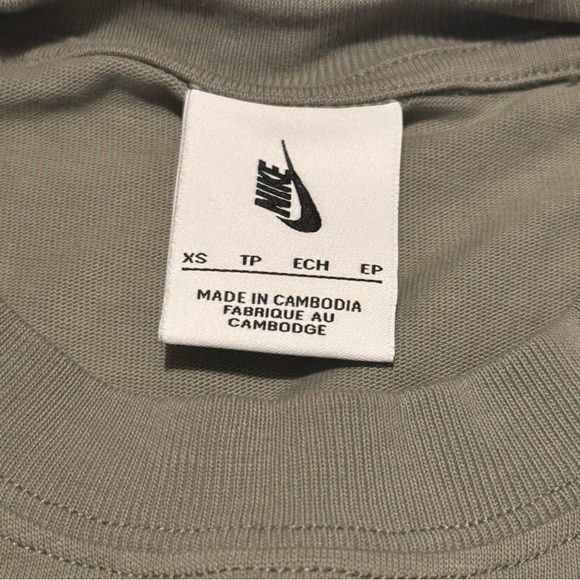 NIKE
XS TP ECH EP
MADE IN CAMBODIA
FABRIQUE AU
CAMBODGE